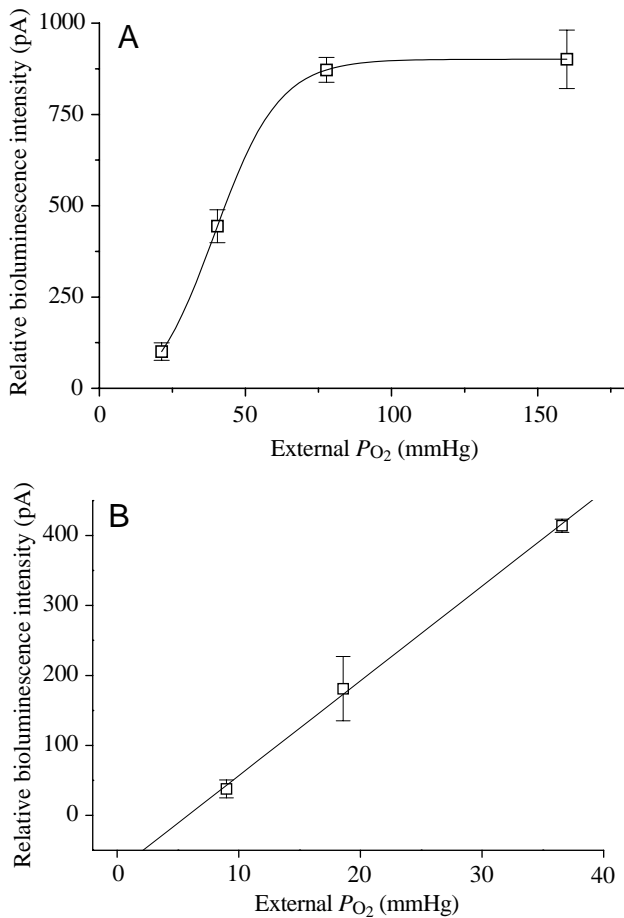 A
Relative bioluminescence intensity (pA)
1000
750
500
250
0
0 50 100 150
External PO2 (mmHg)
B
Relative bioluminescence intensity (pA)
400
300
200
100
0
0 10 20 30 40
External PO2 (mmHg)